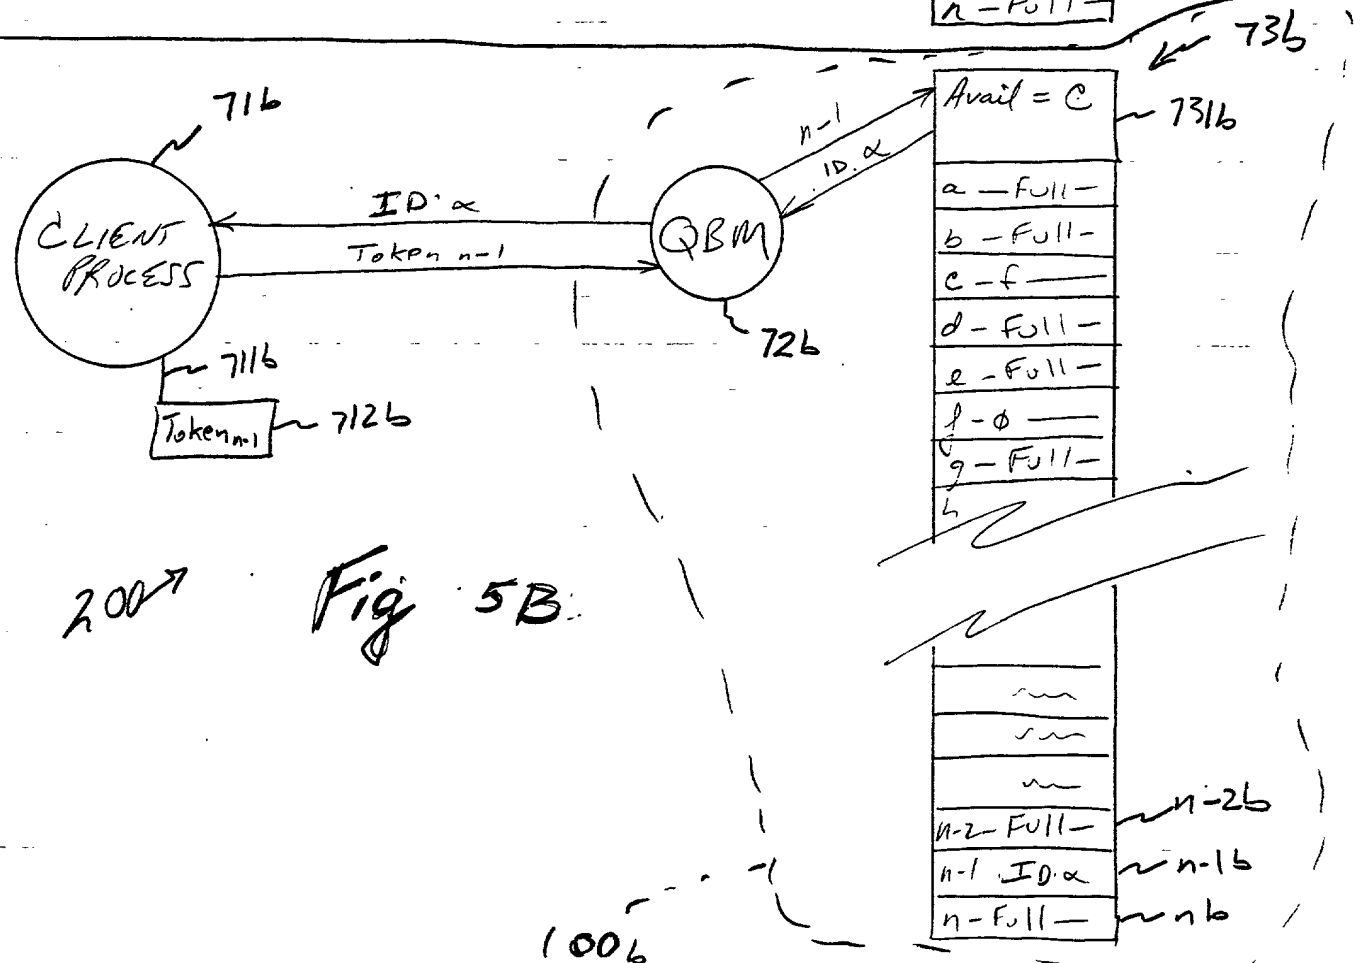 n - Full -
73b
71b
Avail = C
731b
n-1
ID.α
ID.α
CLIENT
PROCESS
Token n-1
QBM
72b
711b
Token n-1
712b
a - Full -
b - Full -
c - f -
d - Full -
e - Full -
f - ø -
g - Full -
h
200
Fig 5B
n-2 - Full -
n-2b
n-1 ID.α
n-1b
n - Full -
nb
100b